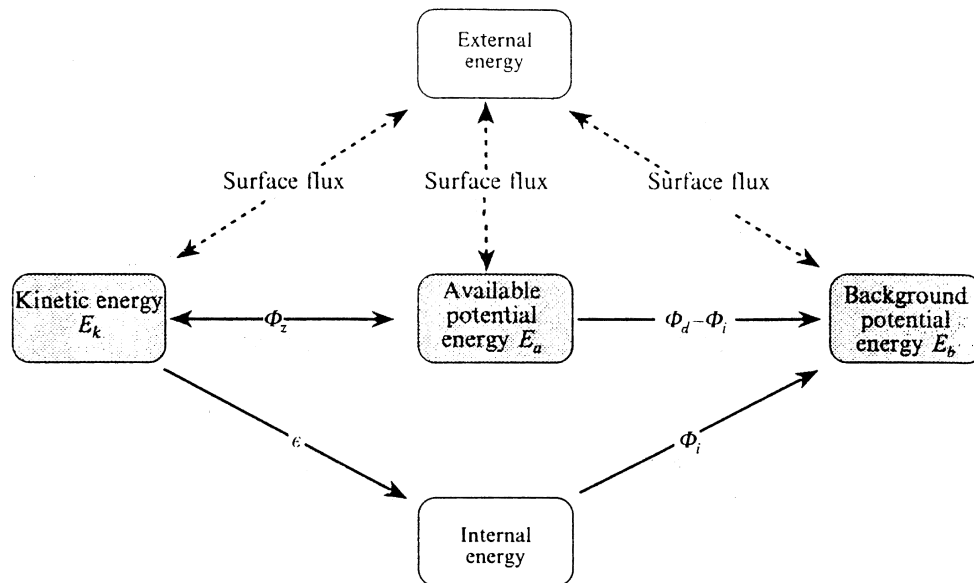 External
energy
Surface flux
Surface flux
Surface flux
Kinetic energy
E_k
Φ_z
Available
potential
energy E_a
Φ_d−Φ_i
Background
potential
energy E_b
ϵ
Φ_i
Internal
energy